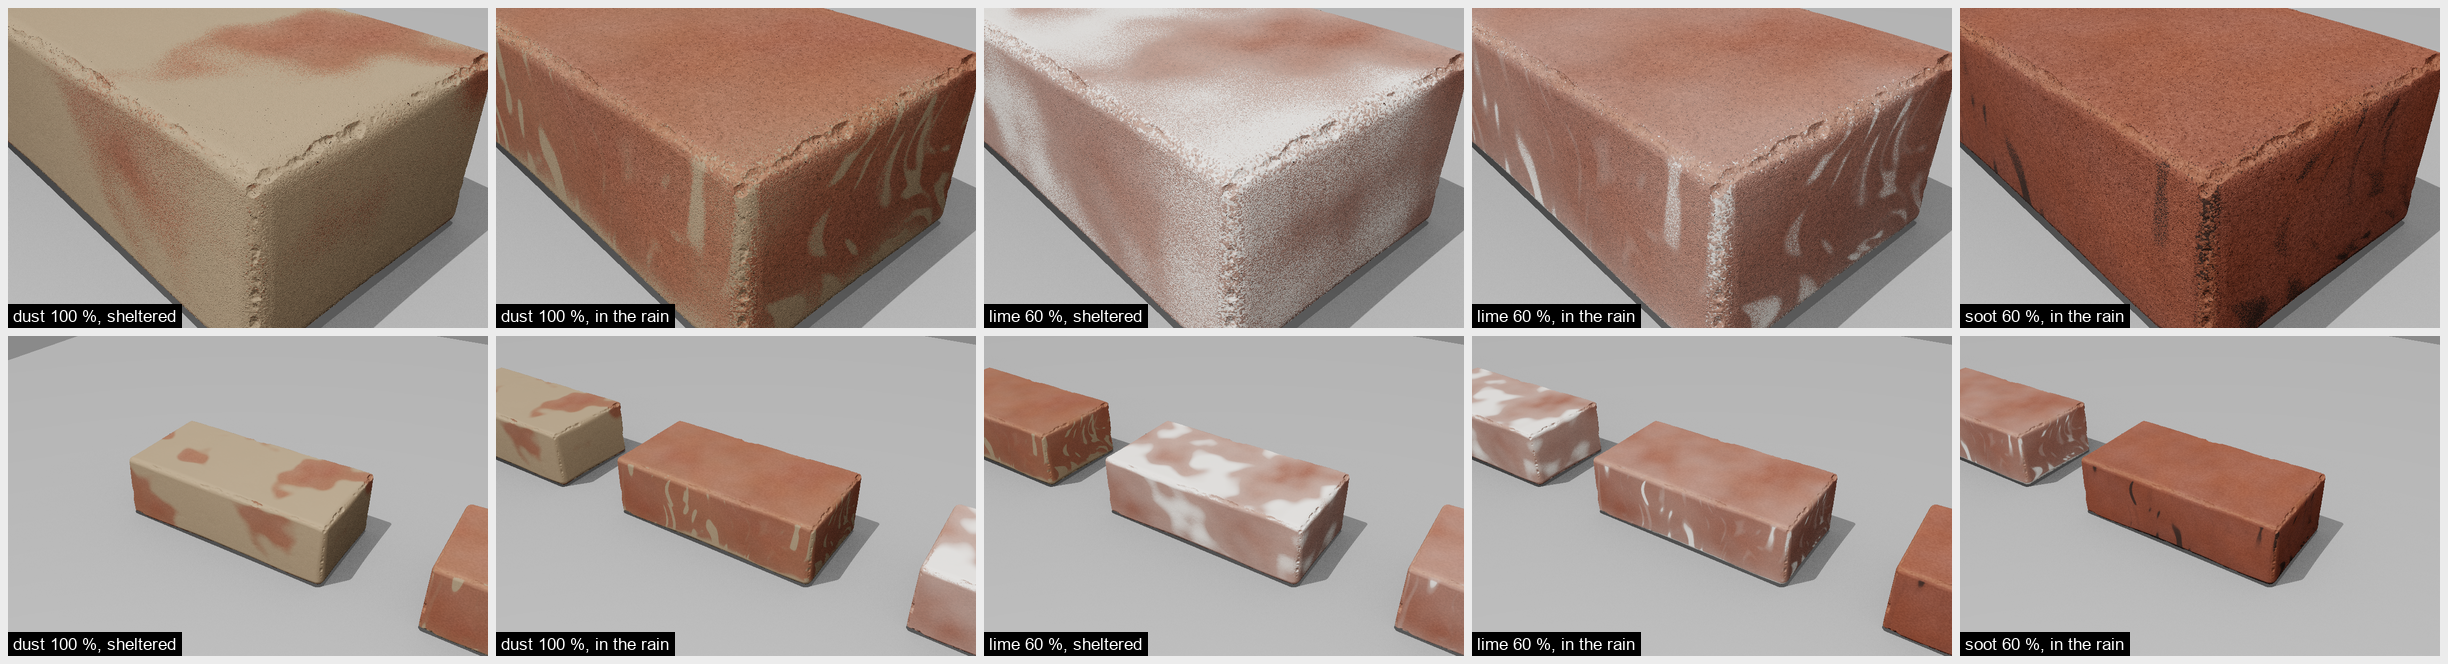 dust 100 %, sheltered
dust 100 %, in the rain
lime 60 %, sheltered
lime 60 %, in the rain
soot 60 %, in the rain
dust 100 %, sheltered
dust 100 %, in the rain
lime 60 %, sheltered
lime 60 %, in the rain
soot 60 %, in the rain